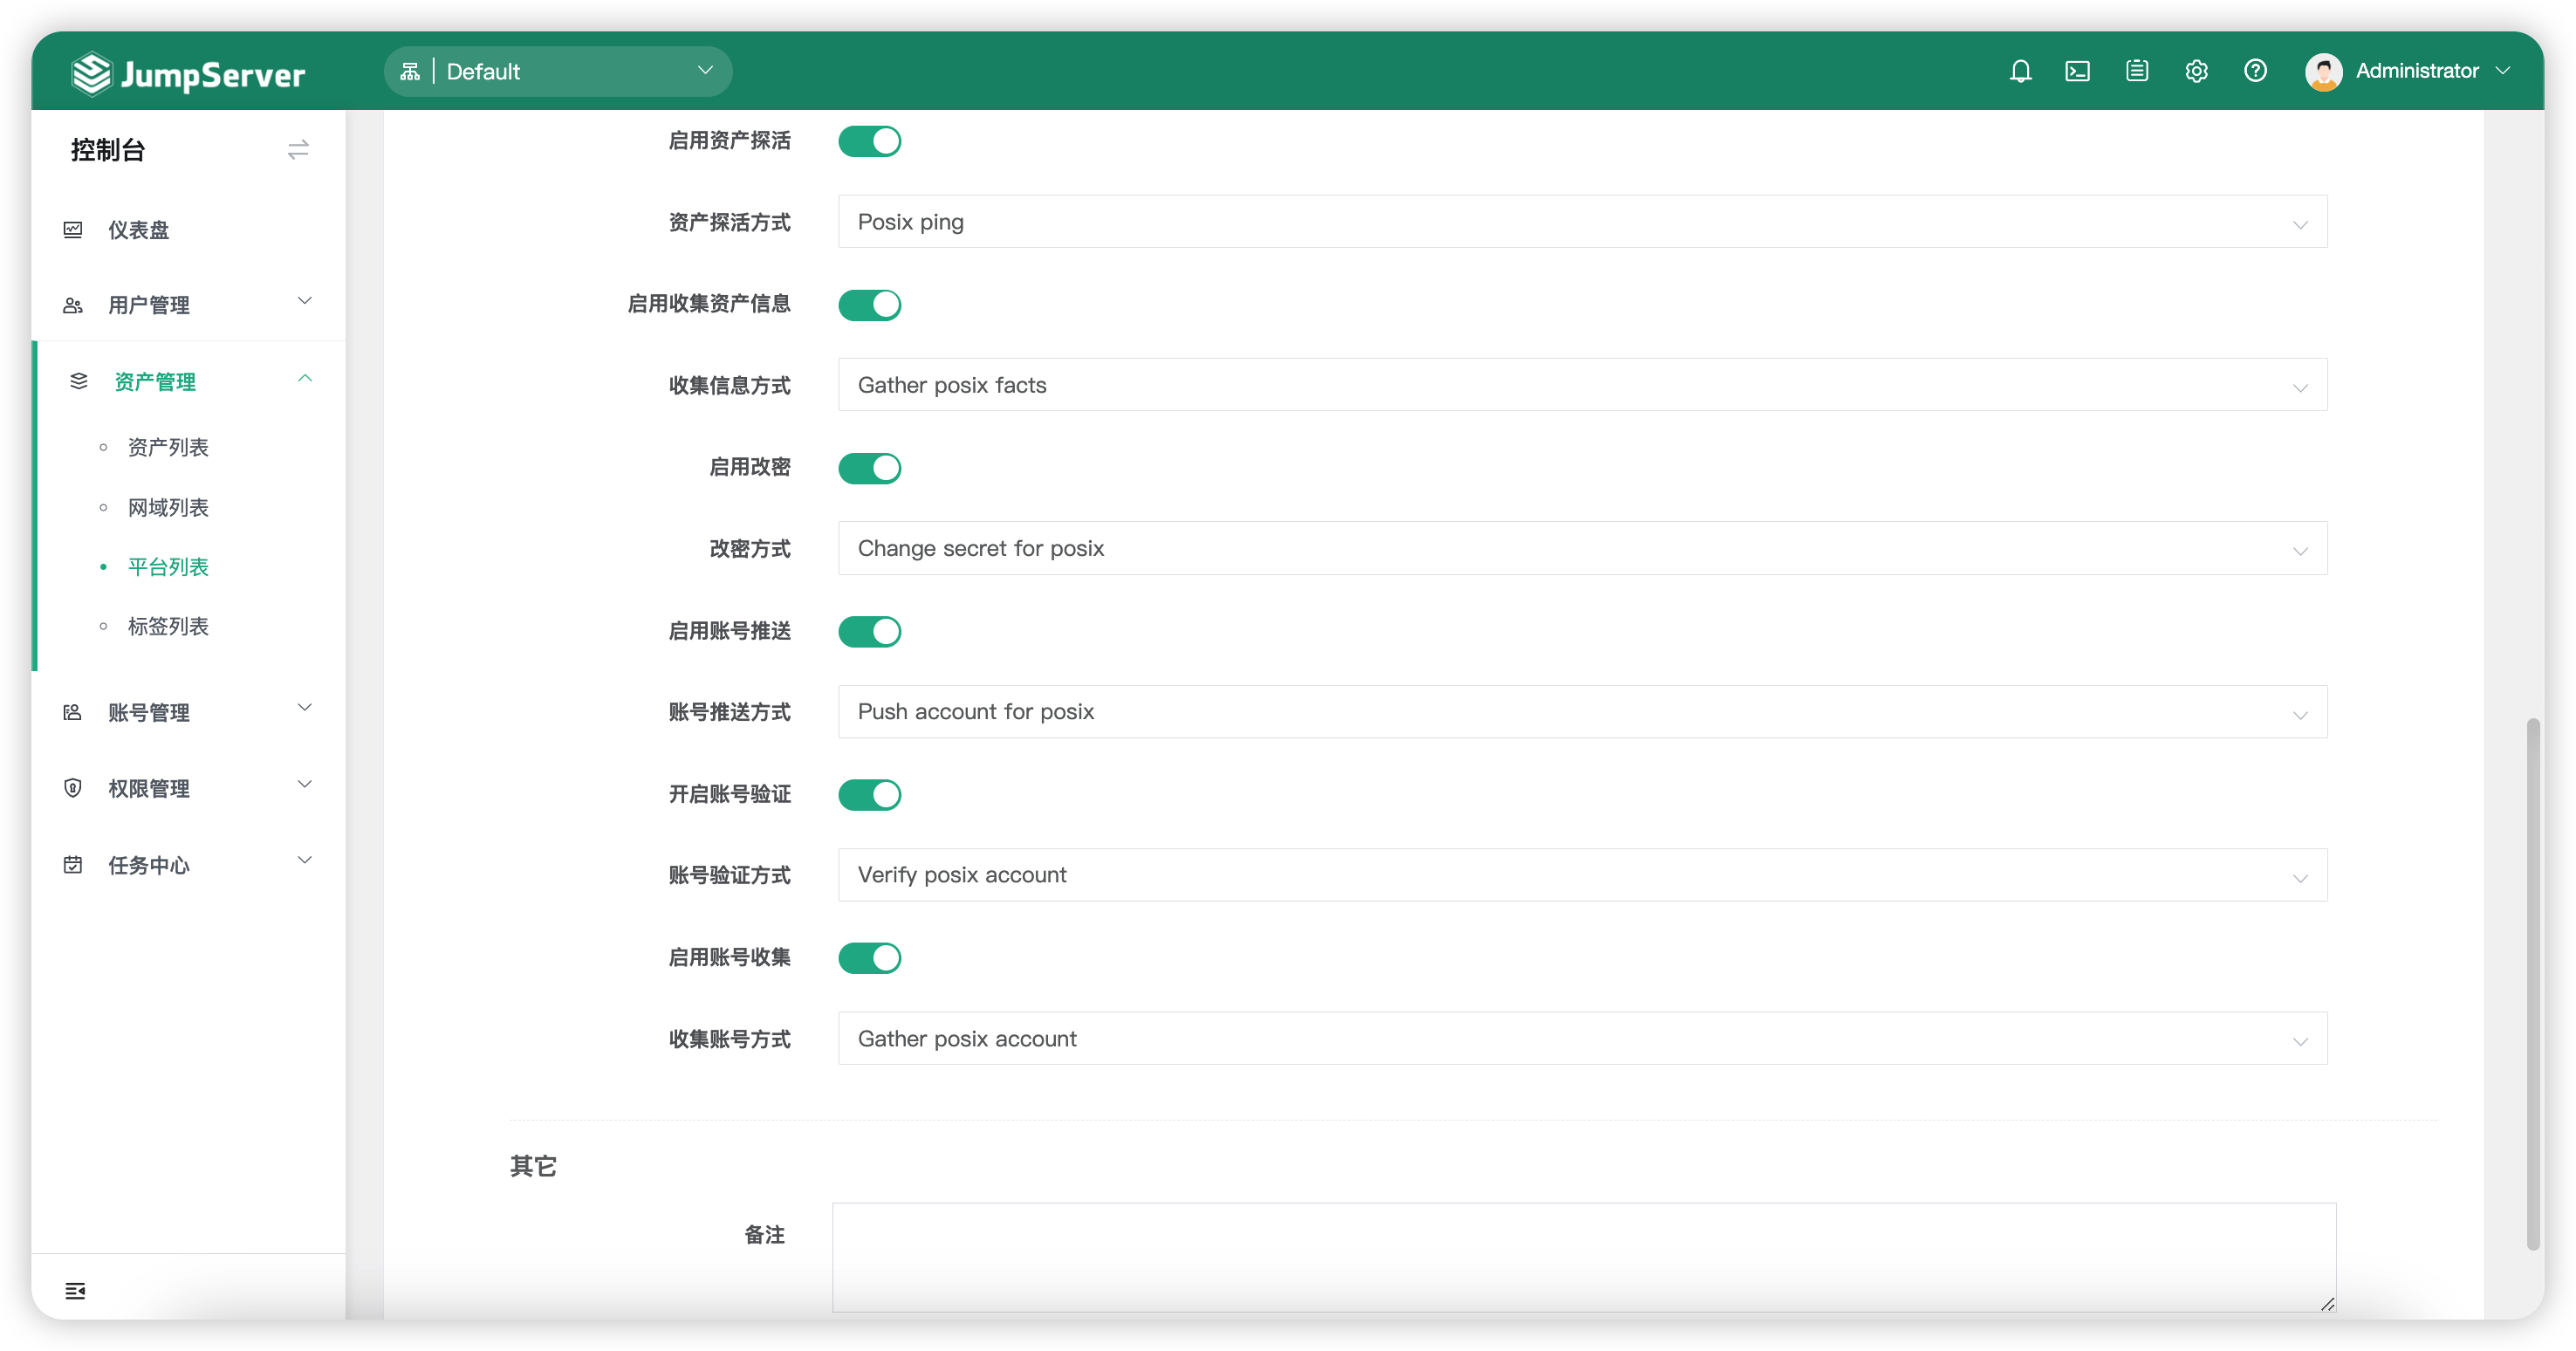 JumpServer
Default
Administrator
控制台
仪表盘
用户管理
资产管理
资产列表
网域列表
平台列表
标签列表
账号管理
权限管理
任务中心
启用资产探活
资产探活方式
Posix ping
启用收集资产信息
收集信息方式
Gather posix facts
启用改密
改密方式
Change secret for posix
启用账号推送
账号推送方式
Push account for posix
开启账号验证
账号验证方式
Verify posix account
启用账号收集
收集账号方式
Gather posix account
其它
备注